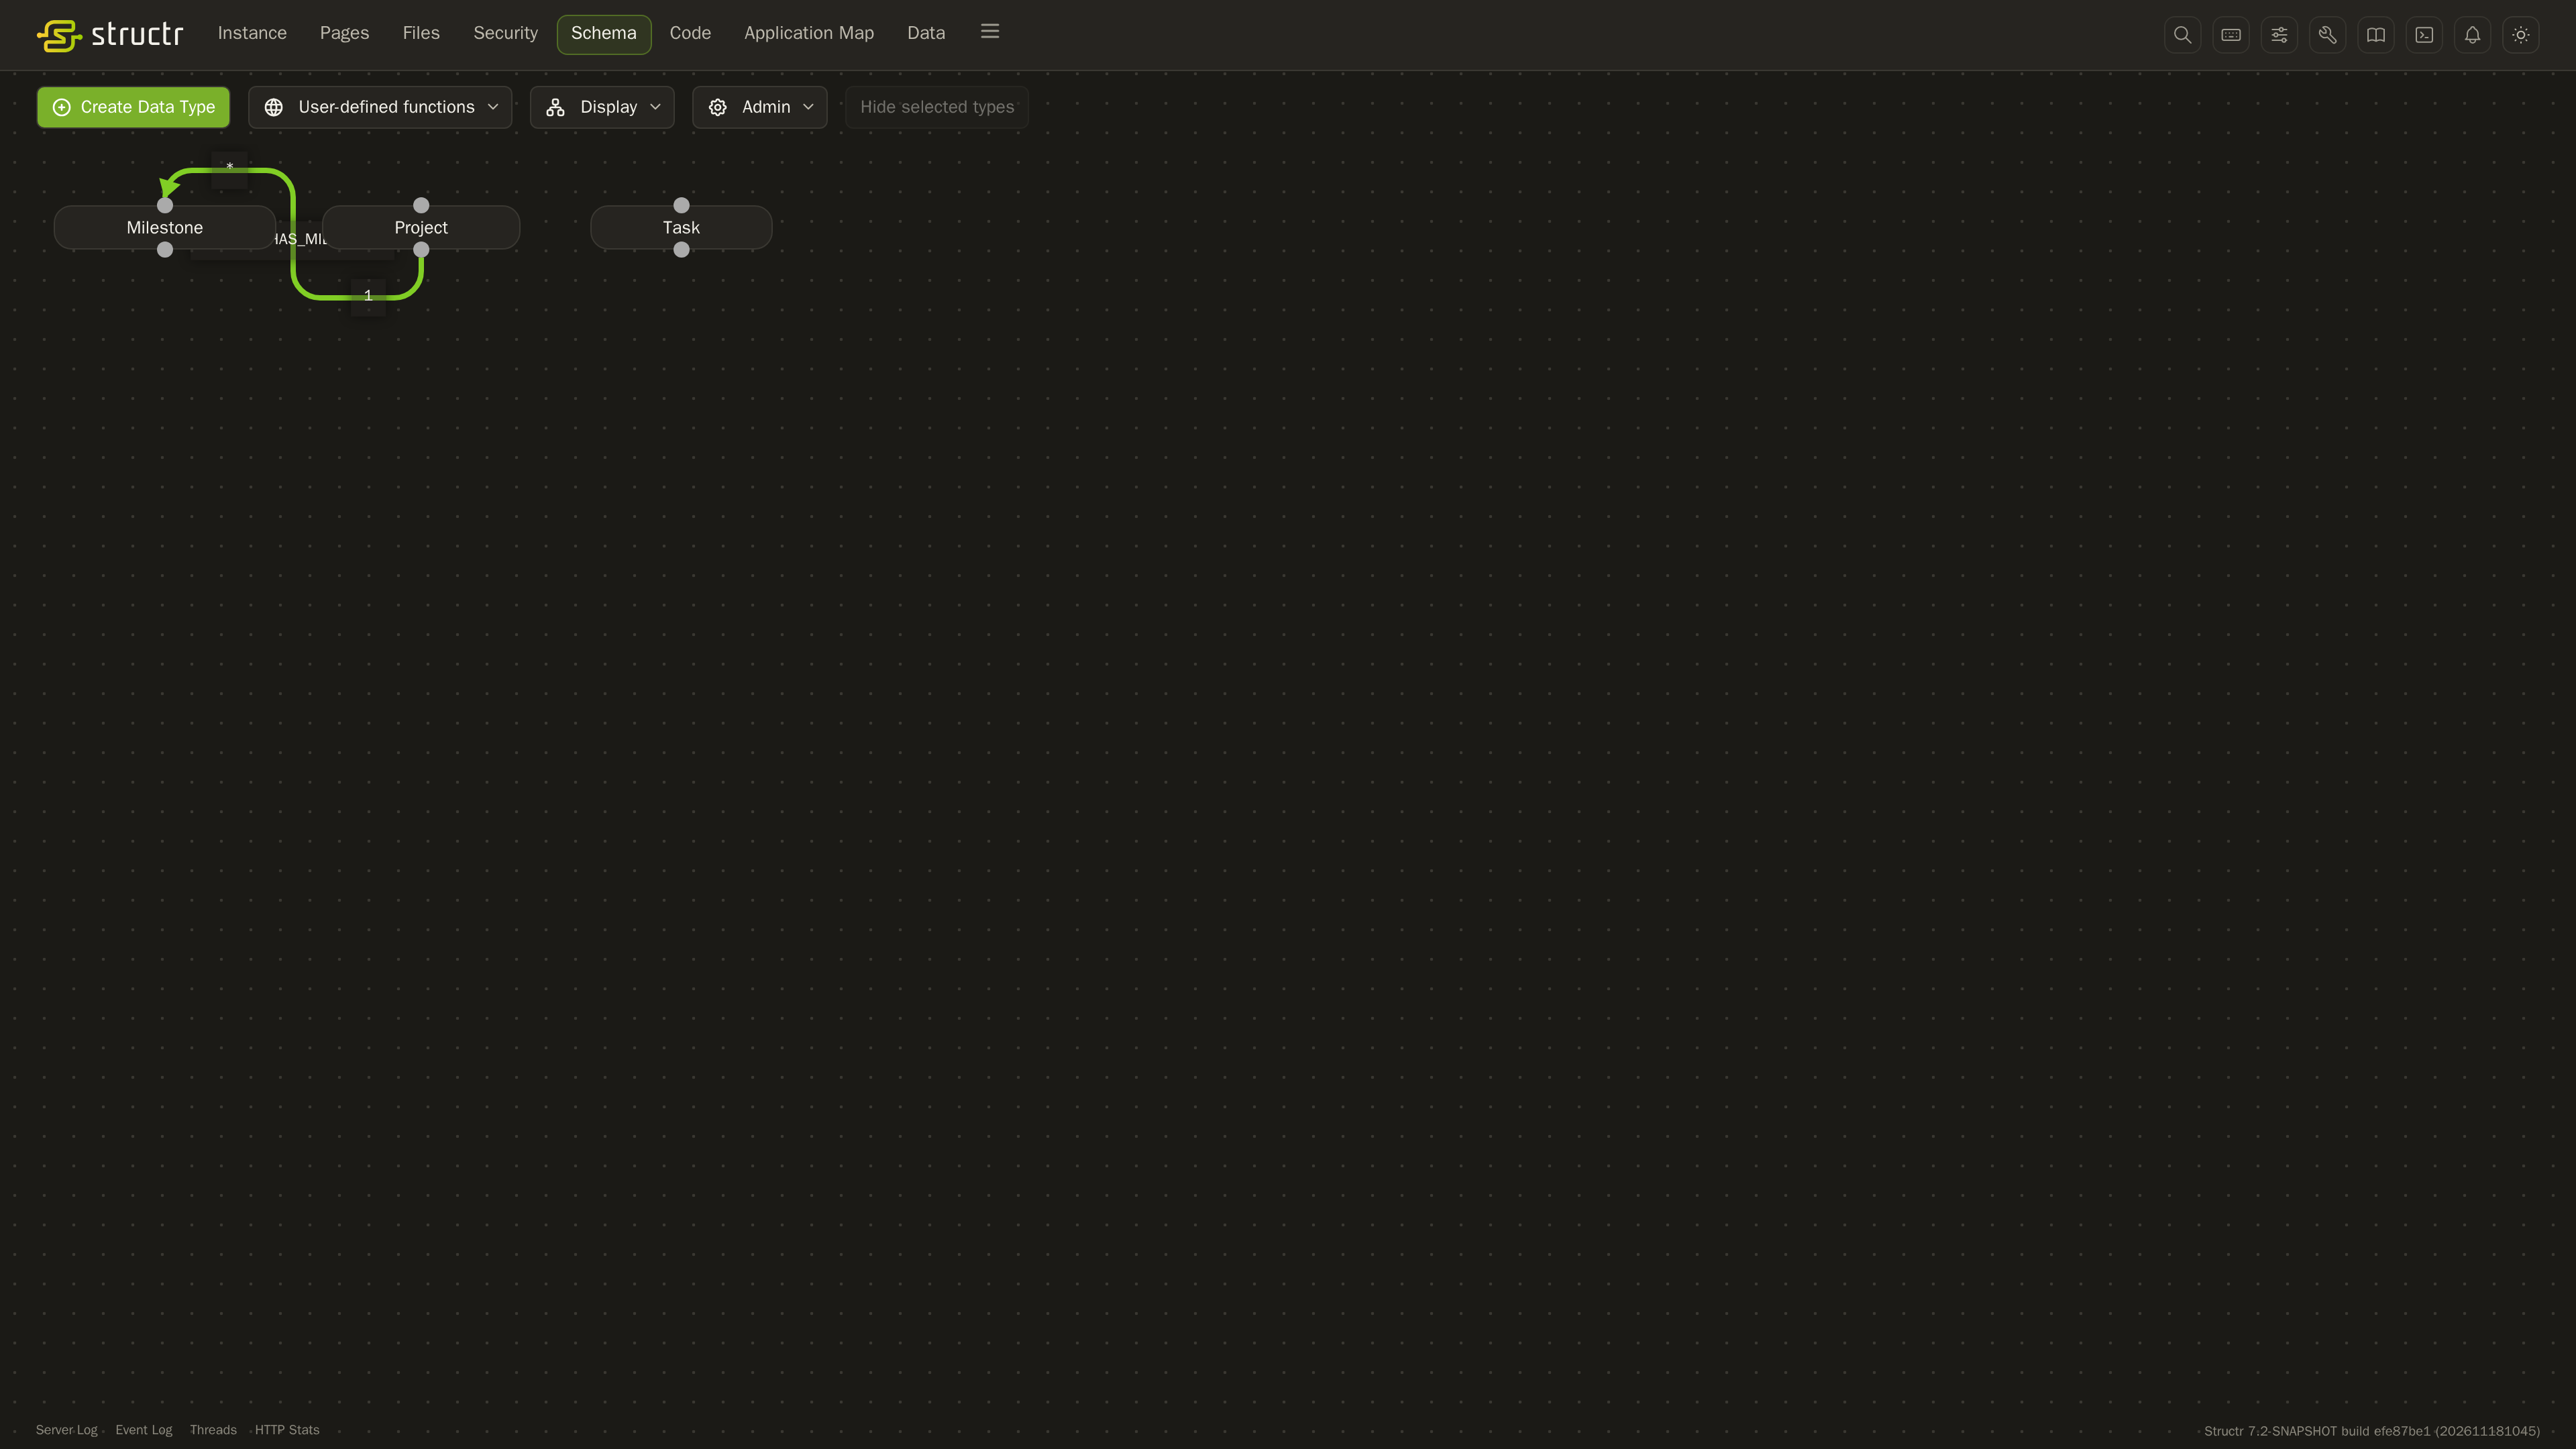 structr Instance Pages Files Security Schema Code Application Map Data
Create Data Type User-defined functions Display Admin Hide selected types
*
Milestone Project Task
1
Server Log Event Log Threads HTTP Stats
Structr 7.2-SNAPSHOT build efe87be1 (202611181045)